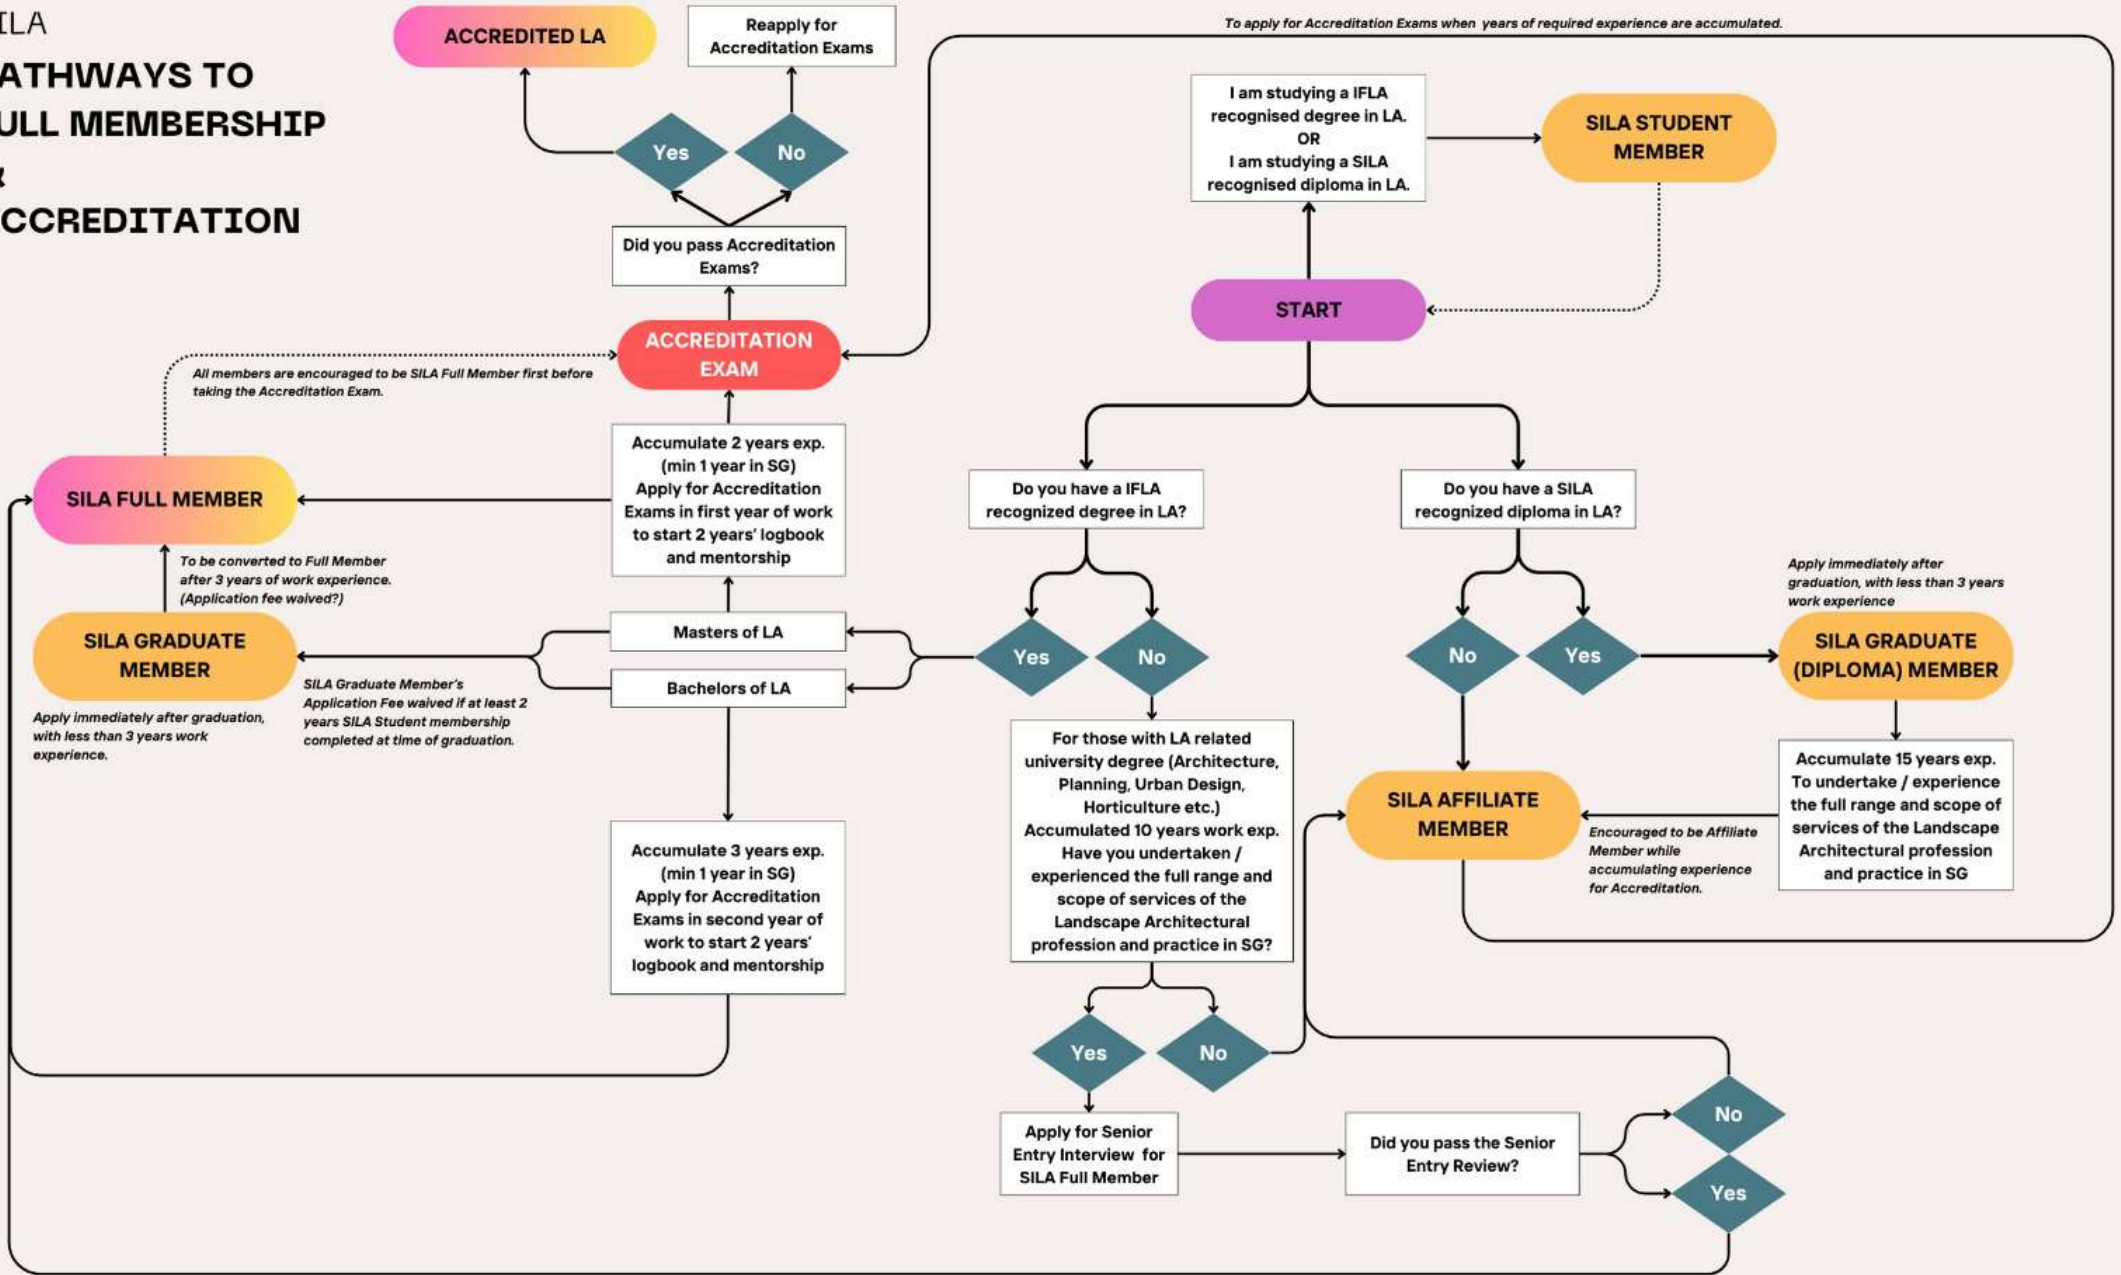 ILA
ATHWAYS TO
ULL MEMBERSHIP
&
CCREDITATION
ACCREDITED LA
Reapply for
Accreditation Exams
Yes
No
Did you pass Accreditation
Exams?
ACCREDITATION
EXAM
All members are encouraged to be SILA Full Member first before
taking the Accreditation Exam.
To apply for Accreditation Exams when years of required experience are accumulated.
I am studying a IFLA
recognised degree in LA.
OR
I am studying a SILA
recognised diploma in LA.
SILA STUDENT
MEMBER
START
Accumulate 2 years exp.
(min 1 year in SG)
Apply for Accreditation
Exams in first year of work
to start 2 years' logbook
and mentorship
SILA FULL MEMBER
To be converted to Full Member
after 3 years of work experience.
(Application fee waived?)
SILA GRADUATE
MEMBER
Apply immediately after graduation,
with less than 3 years work
experience.
SILA Graduate Member's
Application Fee waived if at least 2
years SILA Student membership
completed at time of graduation.
Masters of LA
Bachelors of LA
Accumulate 3 years exp.
(min 1 year in SG)
Apply for Accreditation
Exams in second year of
work to start 2 years'
logbook and mentorship
Do you have a IFLA
recognized degree in LA?
Yes
No
For those with LA related
university degree (Architecture,
Planning, Urban Design,
Horticulture etc.)
Accumulated 10 years work exp.
Have you undertaken /
experienced the full range and
scope of services of the
Landscape Architectural
profession and practice in SG?
Yes
No
Apply for Senior
Entry Interview for
SILA Full Member
Did you pass the Senior
Entry Review?
No
Yes
Do you have a SILA
recognized diploma in LA?
No
Yes
Apply immediately after
graduation, with less than 3 years
work experience
SILA GRADUATE
(DIPLOMA) MEMBER
SILA AFFILIATE
MEMBER
Encouraged to be Affiliate
Member while
accumulating experience
for Accreditation.
Accumulate 15 years exp.
To undertake / experience
the full range and scope of
services of the Landscape
Architectural profession
and practice in SG